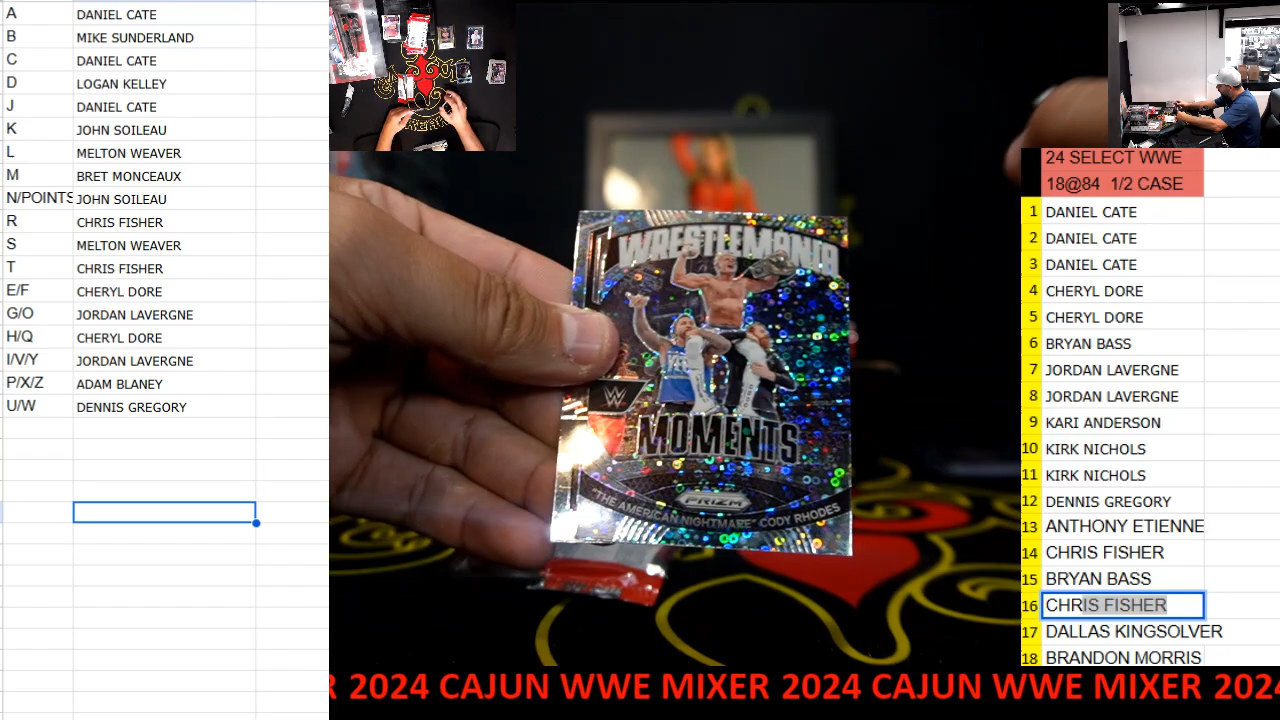 A DANIEL CATE
B MIKE SUNDERLAND
C DANIEL CATE
D LOGAN KELLEY
J DANIEL CATE
K JOHN SOILEAU
L MELTON WEAVER
M BRET MONCEAUX
N/POINTS JOHN SOILEAU
R CHRIS FISHER
S MELTON WEAVER
T CHRIS FISHER
E/F CHERYL DORE
G/O JORDAN LAVERGNE
H/Q CHERYL DORE
I/V/Y JORDAN LAVERGNE
P/X/Z ADAM BLANEY
U/W DENNIS GREGORY
WRESTLEMANIA
W
MOMENTS
PRIZM
"THE AMERICAN NIGHTMARE" CODY RHODES
24 SELECT WWE
18@84 1/2 CASE
1 DANIEL CATE
2 DANIEL CATE
3 DANIEL CATE
4 CHERYL DORE
5 CHERYL DORE
6 BRYAN BASS
7 JORDAN LAVERGNE
8 JORDAN LAVERGNE
9 KARI ANDERSON
10 KIRK NICHOLS
11 KIRK NICHOLS
12 DENNIS GREGORY
13 ANTHONY ETIENNE
14 CHRIS FISHER
15 BRYAN BASS
16 CHRIS FISHER
17 DALLAS KINGSOLVER
18 BRANDON MORRIS
R 2024 CAJUN WWE MIXER 2024 CAJUN WWE MIXER 2024